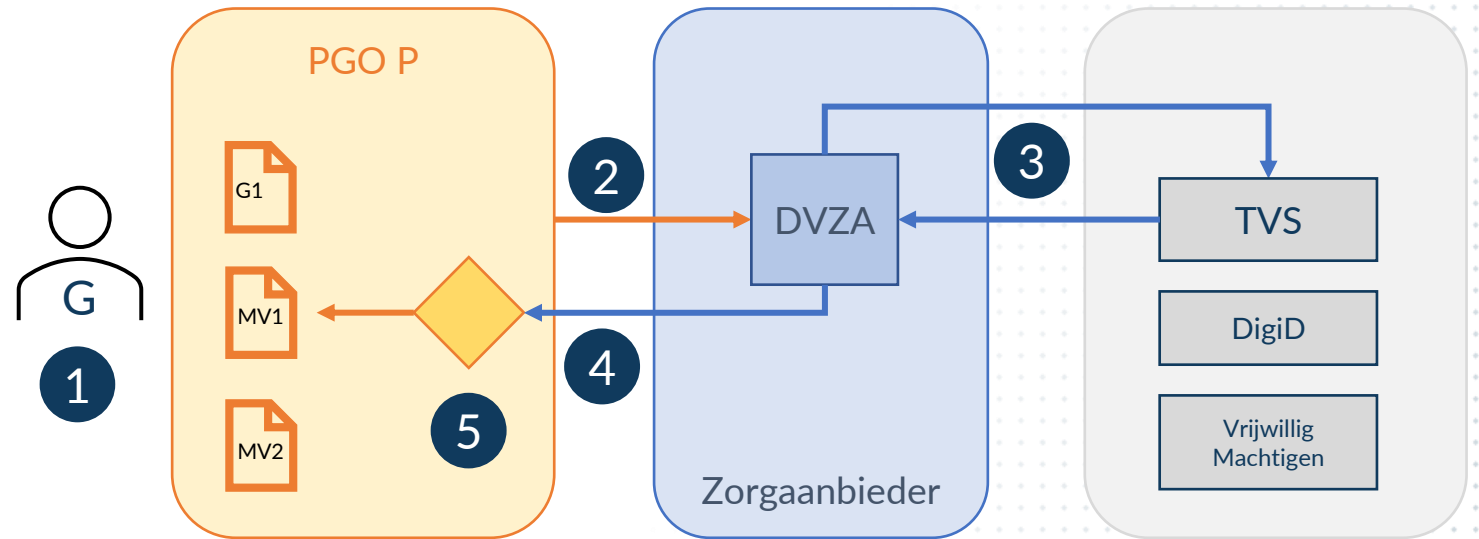 PGO P
G1
MV1
MV2
G
1
2
3
4
5
DVZA
Zorgaanbieder
TVS
DigiD
Vrijwillig
Machtigen